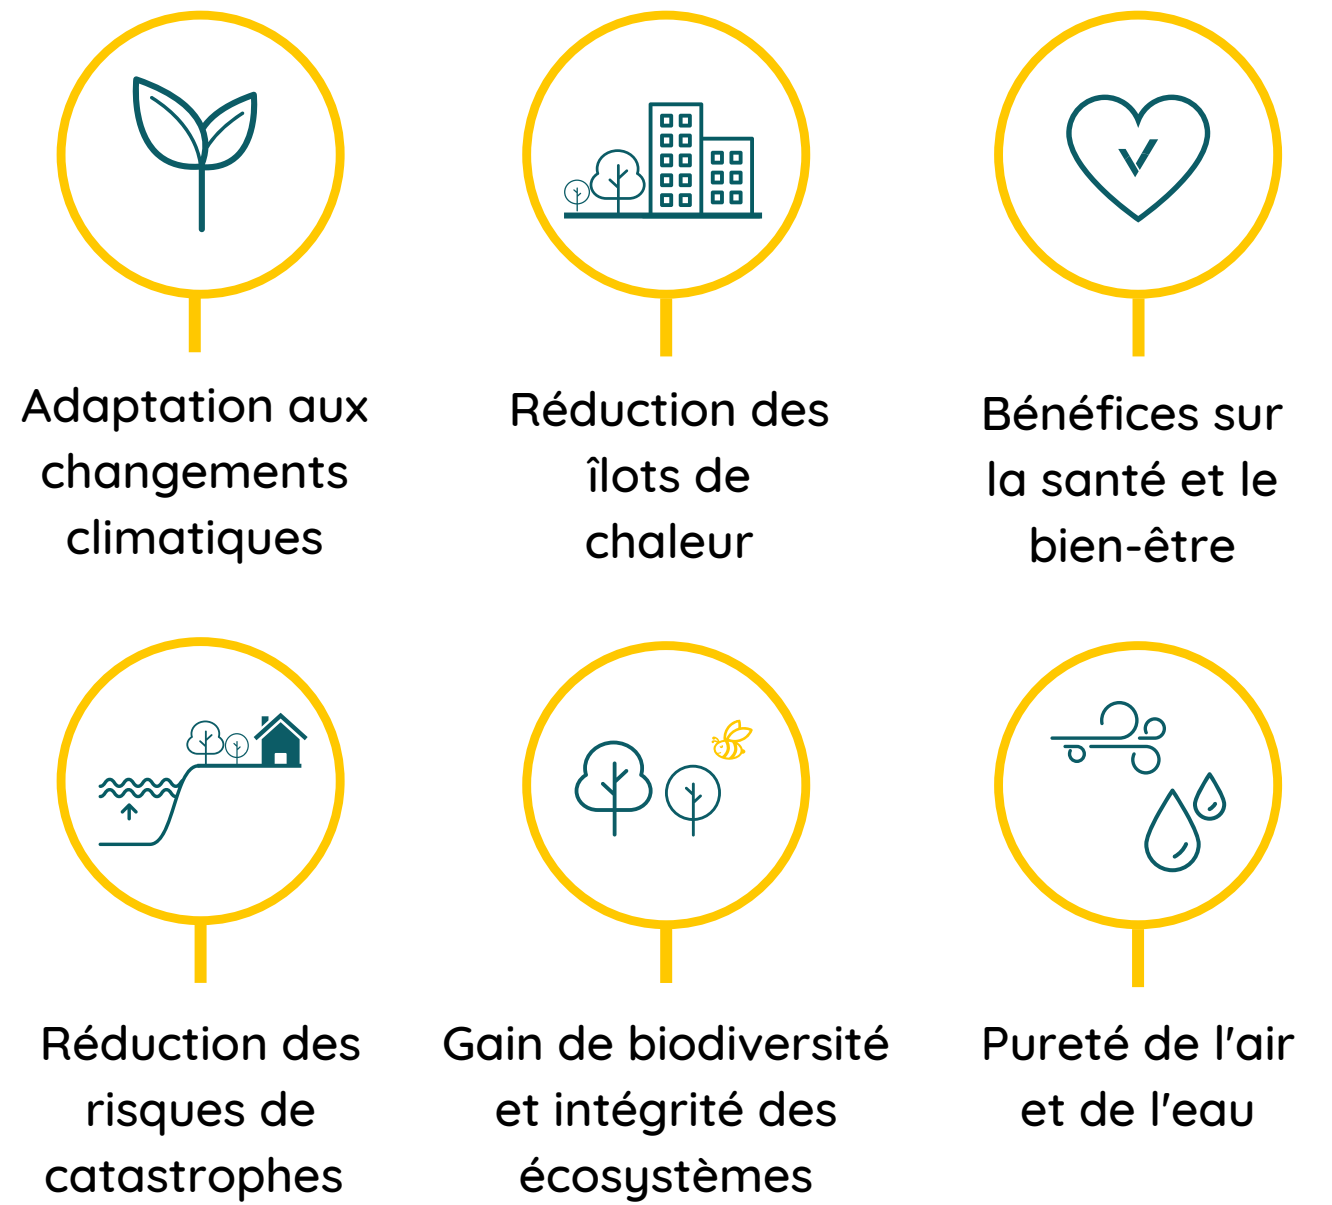 Adaptation aux
changements
climatiques
Réduction des
îlots de
chaleur
Bénéfices sur
la santé et le
bien-être
Réduction des
risques de
catastrophes
Gain de biodiversité
et intégrité des
écosystèmes
Pureté de l'air
et de l'eau